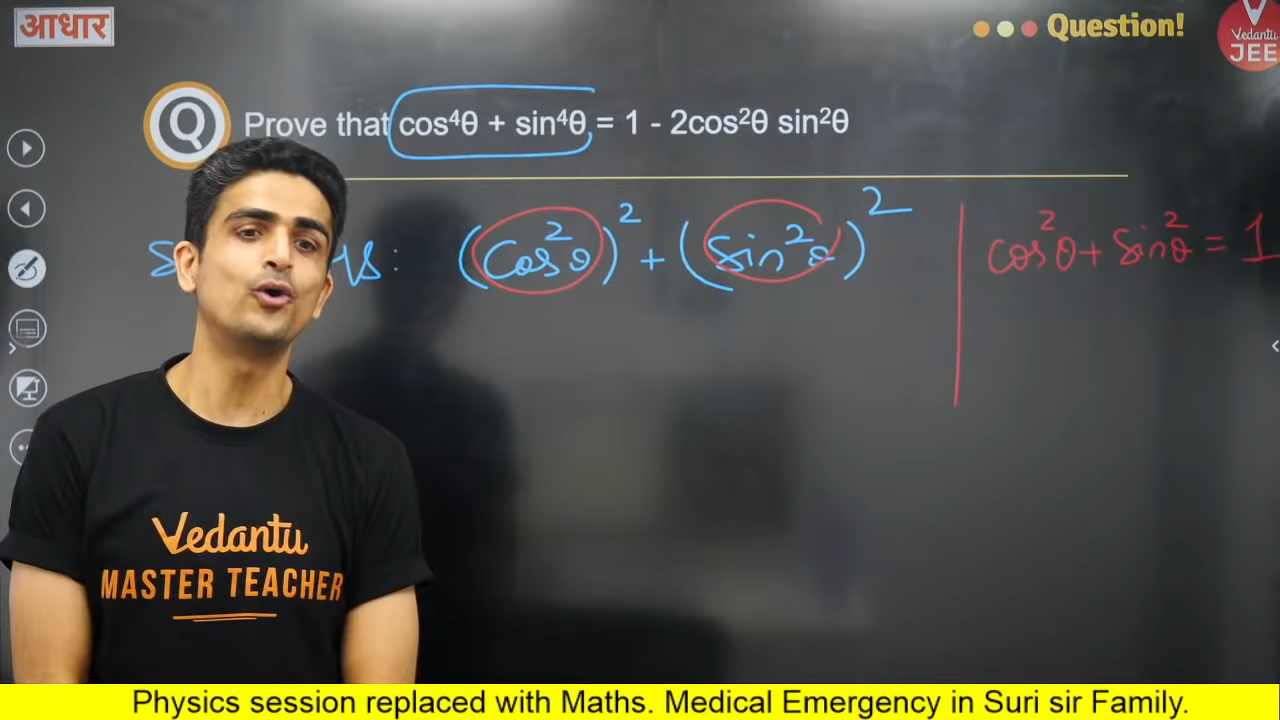 आधार
Question!
Vedantu
JEE
Q Prove that cos⁴θ + sin⁴θ = 1 - 2cos²θ sin²θ
(cos²θ)² + (sin²θ)²
cos²θ + sin²θ = 1
Vedantu
MASTER TEACHER
Physics session replaced with Maths. Medical Emergency in Suri sir Family.